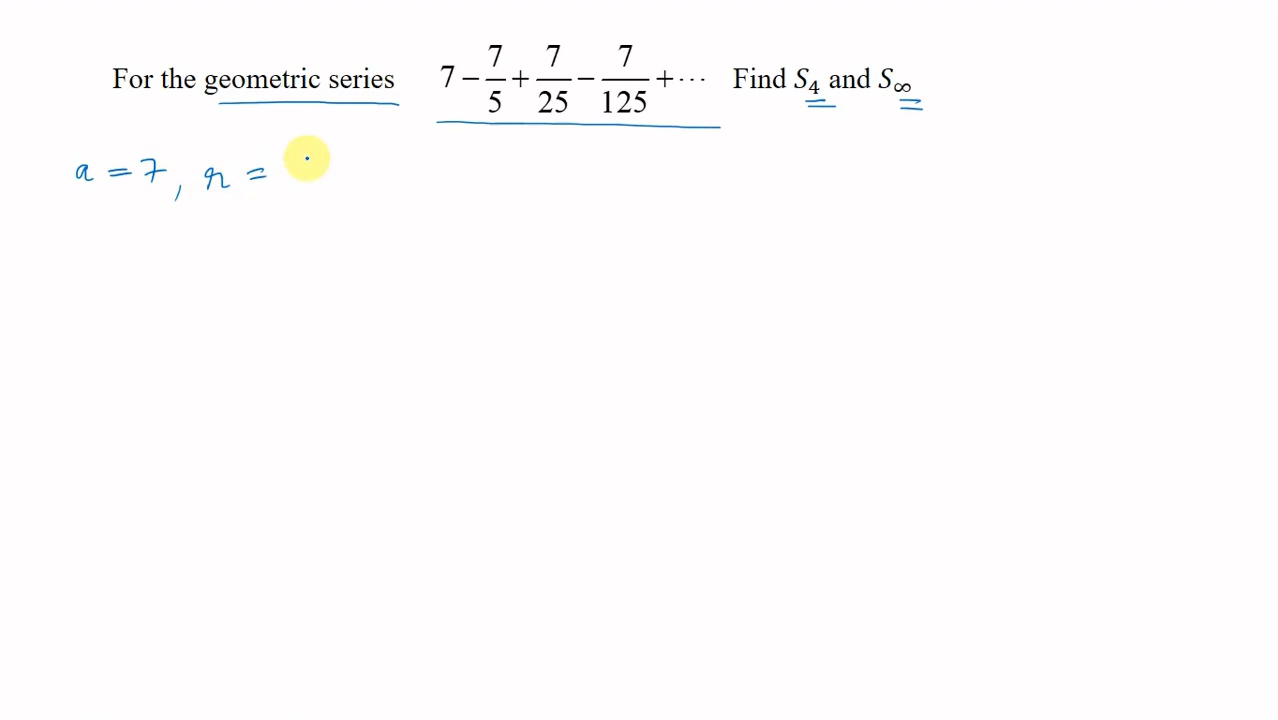 For the geometric series 7 − 7/5 + 7/25 − 7/125 + ⋯ Find S₄ and S∞
a = 7, r =